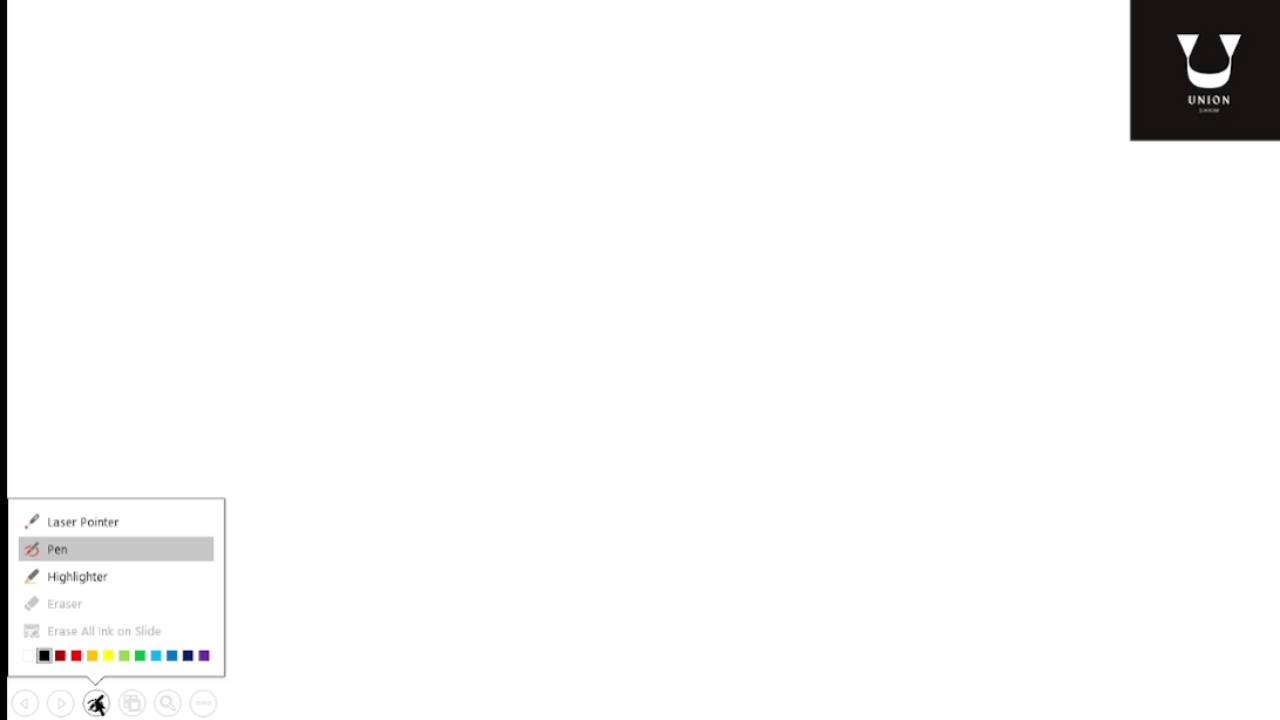 UNION
Laser Pointer
Pen
Highlighter
Eraser
Erase All Ink on Slide